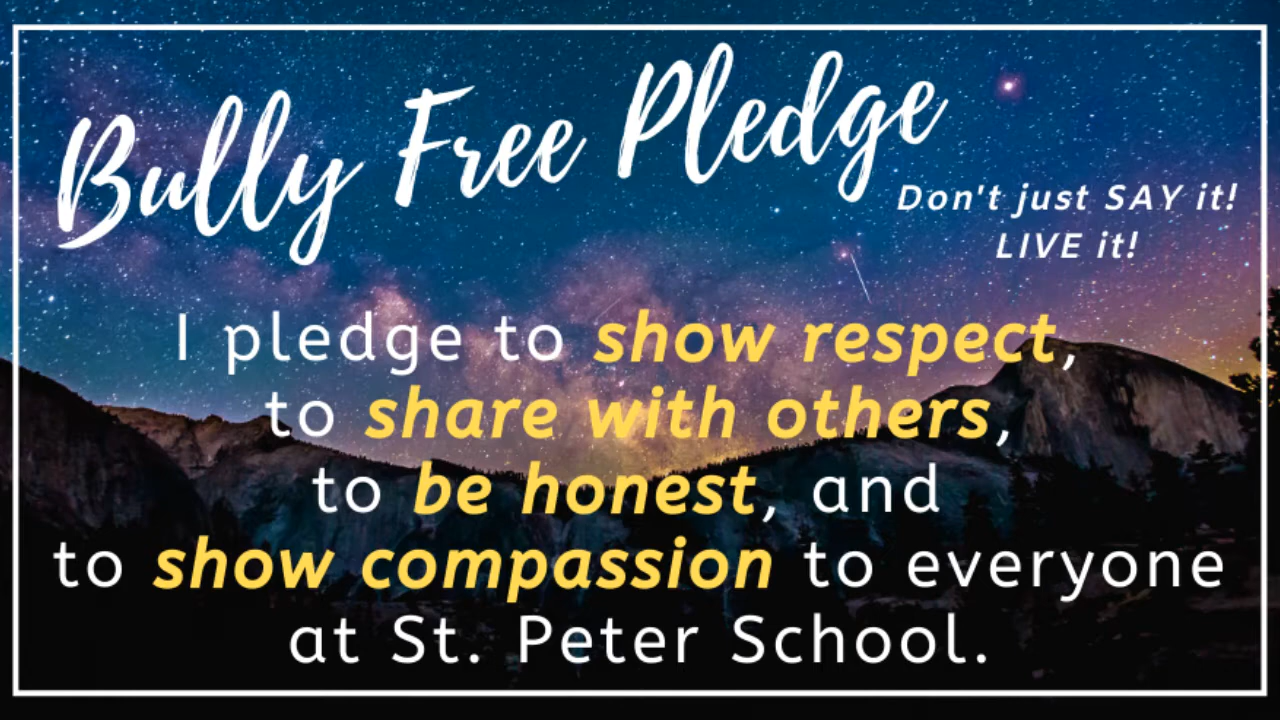 Bully Free Pledge
Don't just SAY it!
LIVE it!
I pledge to show respect,
to share with others,
to be honest, and
to show compassion to everyone
at St. Peter School.